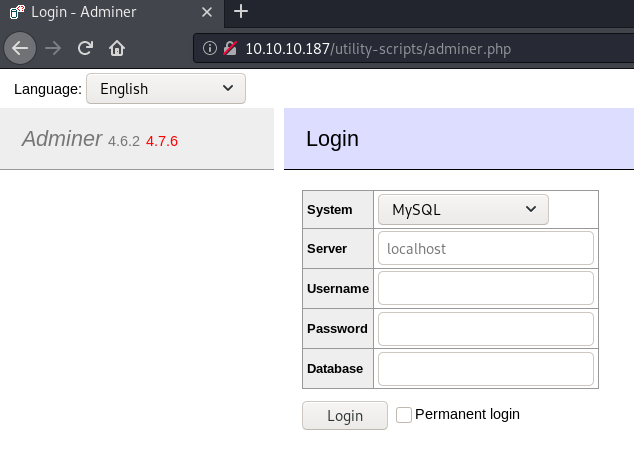 Login - Adminer
10.10.10.187/utility-scripts/adminer.php
Language: English
Adminer 4.6.2 4.7.6
Login
System MySQL
Server localhost
Username
Password
Database
Login Permanent login